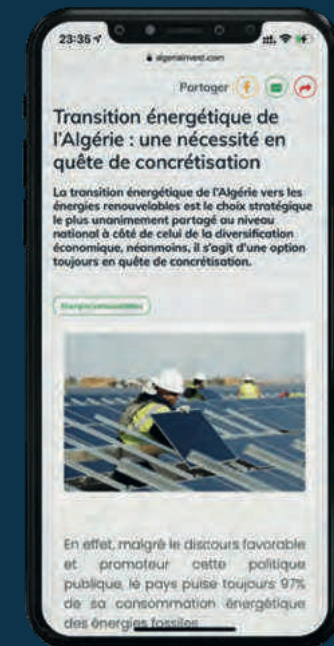 23:35
algeriainvest.com
Partager
Transition énergétique de
l'Algérie : une nécessité en
quête de concrétisation
La transition énergétique de l'Algérie vers les
énergies renouvelables est le choix stratégique
le plus unanimement partagé au niveau
national à côté de celui de la diversification
économique, néanmoins, il s'agit d'une option
toujours en quête de concrétisation.
Energies renouvelables
En effet, malgré le discours favorable
et promoteur cette politique
publique, le pays puise toujours 97%
de sa consommation énergétique
des énergies fossiles